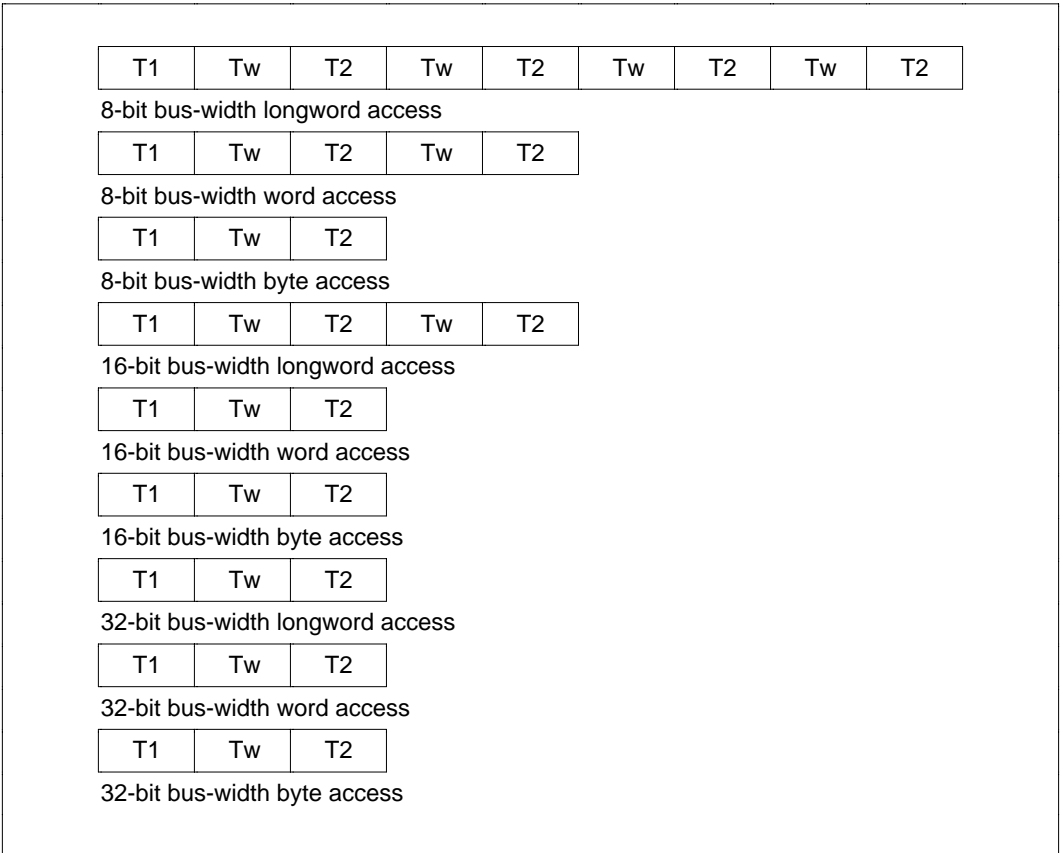 T1 Tw T2 Tw T2 Tw T2 Tw T2
8-bit bus-width longword access
T1 Tw T2 Tw T2
8-bit bus-width word access
T1 Tw T2
8-bit bus-width byte access
T1 Tw T2 Tw T2
16-bit bus-width longword access
T1 Tw T2
16-bit bus-width word access
T1 Tw T2
16-bit bus-width byte access
T1 Tw T2
32-bit bus-width longword access
T1 Tw T2
32-bit bus-width word access
T1 Tw T2
32-bit bus-width byte access